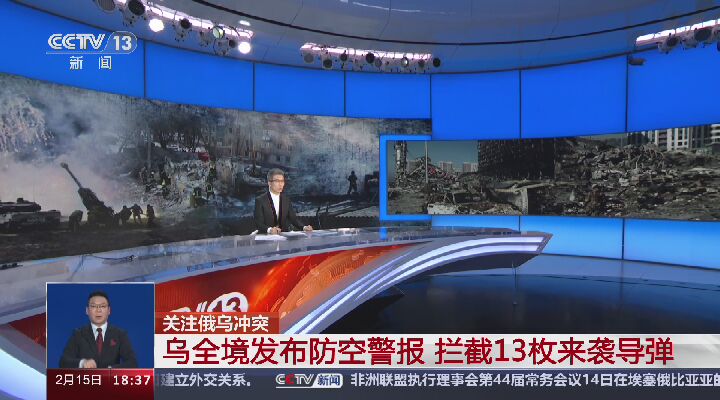 CCTV 13
新闻
13
关注俄乌冲突
乌全境发布防空警报 拦截13枚来袭导弹
2月15日 18:37
建立外交关系。 CCTV 新闻 非洲联盟执行理事会第44届常务会议14日在埃塞俄比亚亚的